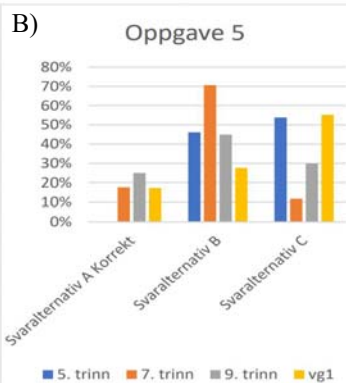 B)
Oppgave 5
80%
70%
60%
50%
40%
30%
20%
10%
0%
Svaralternativ A Korrekt
Svaralternativ B
Svaralternativ C
5. trinn 7. trinn 9. trinn vg1